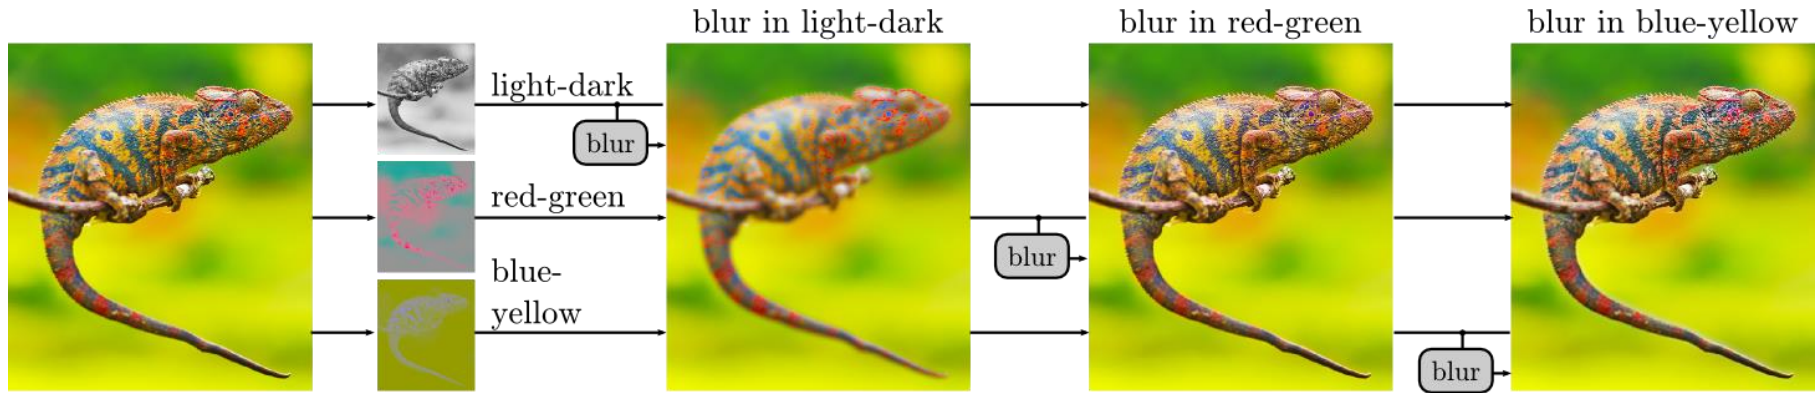 blur in light-dark
blur in red-green
blur in blue-yellow
light-dark
blur
red-green
blur
blue-
yellow
blur